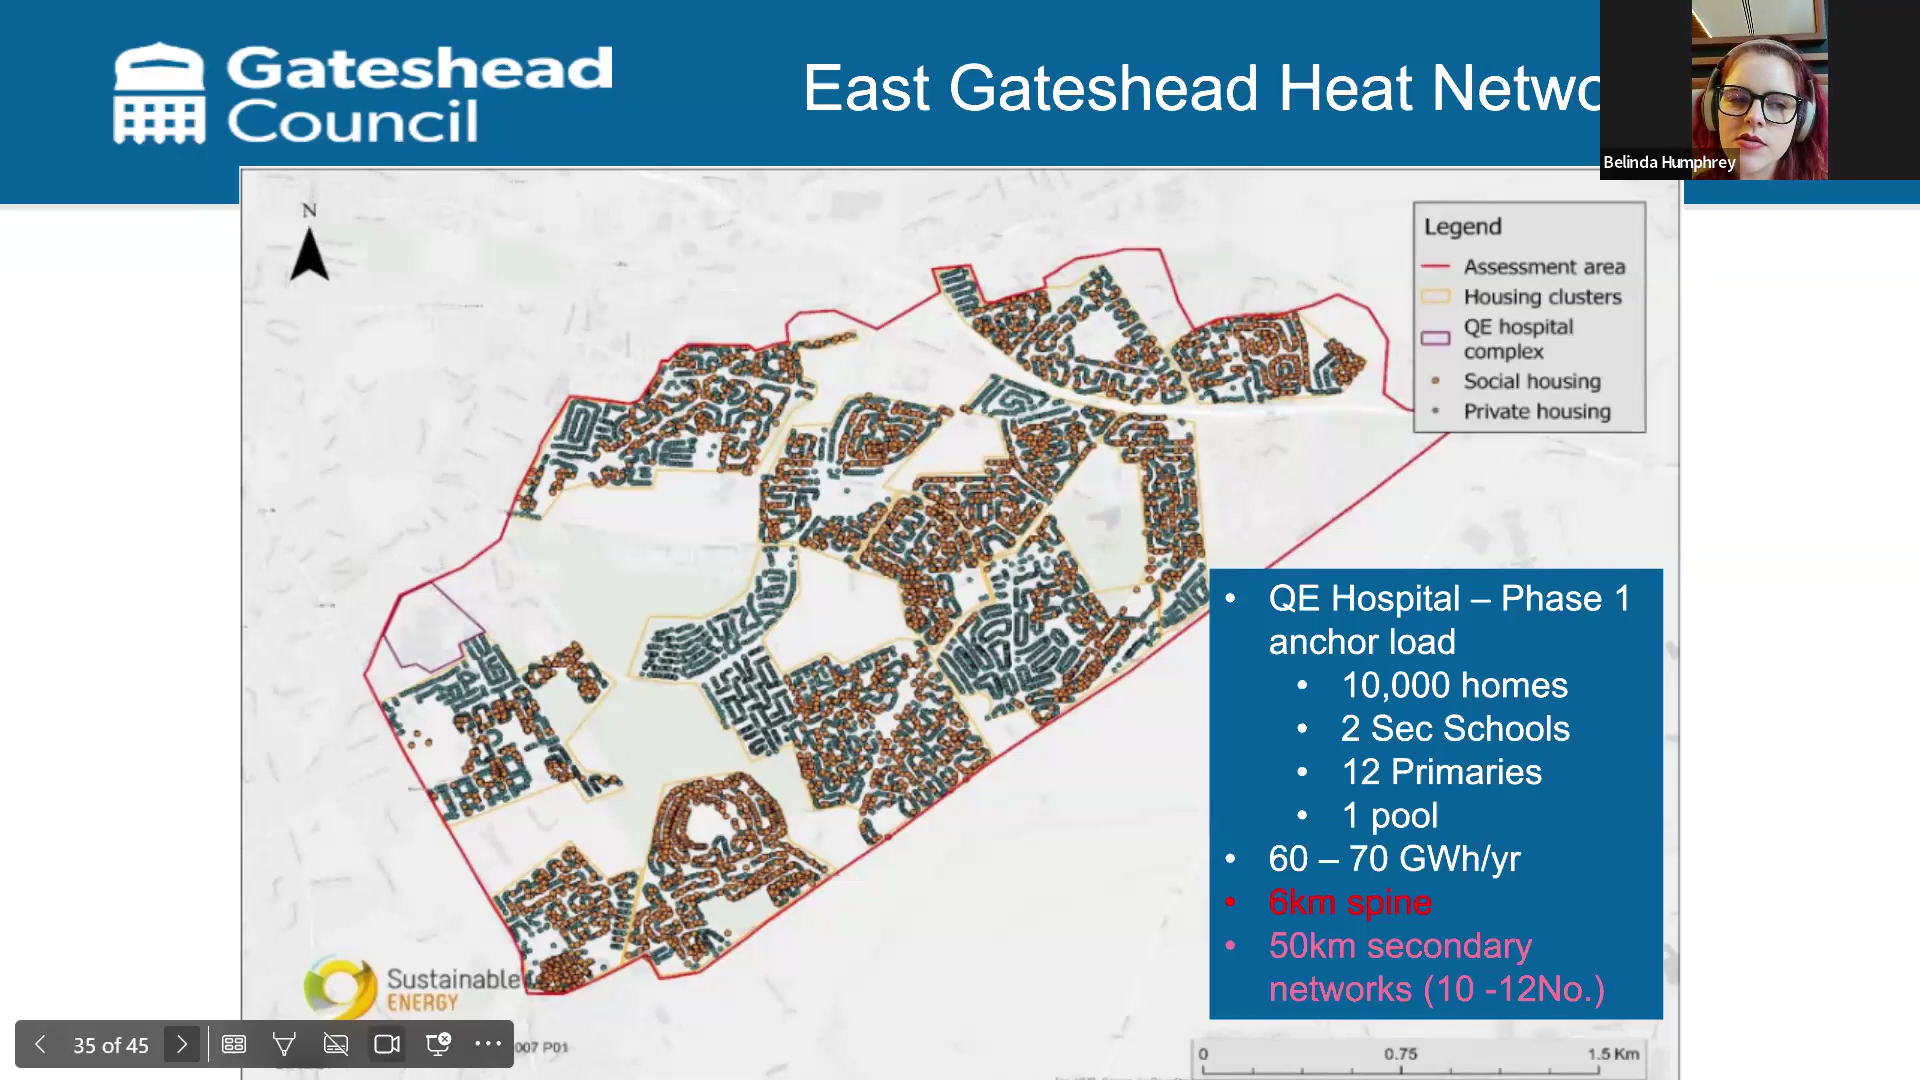 Gateshead
Council
East Gateshead Heat Netwo
Belinda Humphrey
N
Legend
Assessment area
Housing clusters
QE hospital
complex
Social housing
Private housing
• QE Hospital – Phase 1
anchor load
• 10,000 homes
• 2 Sec Schools
• 12 Primaries
• 1 pool
• 60 – 70 GWh/yr
• 6km spine
• 50km secondary
networks (10 -12No.)
Sustainable
ENERGY
35 of 45
007 P01
0 0.75 1.5 Km